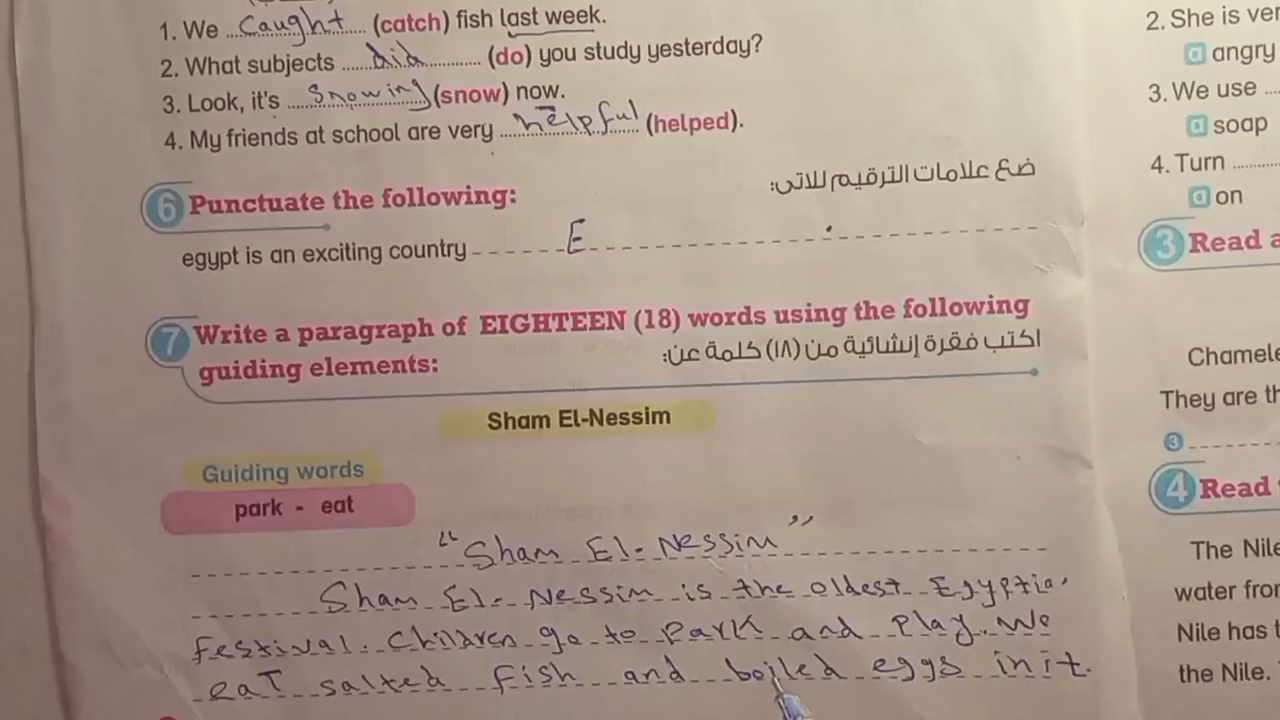 1. We caught (catch) fish last week.
2. What subjects did (do) you study yesterday?
3. Look, it's snowing (snow) now.
4. My friends at school are very helpful (helped).
6 Punctuate the following:
ضع علامات الترقيم للاتى:
egypt is an exciting country E .
7 Write a paragraph of EIGHTEEN (18) words using the following
guiding elements:
اكتب فقرة إنشائية من (١٨) كلمة عن:
Sham El-Nessim
Guiding words
park - eat
"Sham El-Nessim"
Sham El-Nessim is the oldest Egyptia
festival. Children go to Park and play. We
eat salted fish and boiled eggs in it.
2. She is ver
a angry
3. We use
a soap
4. Turn
a on
3 Read a
Chamele
They are th
3
4 Read
The Nile
water fror
Nile has t
the Nile.